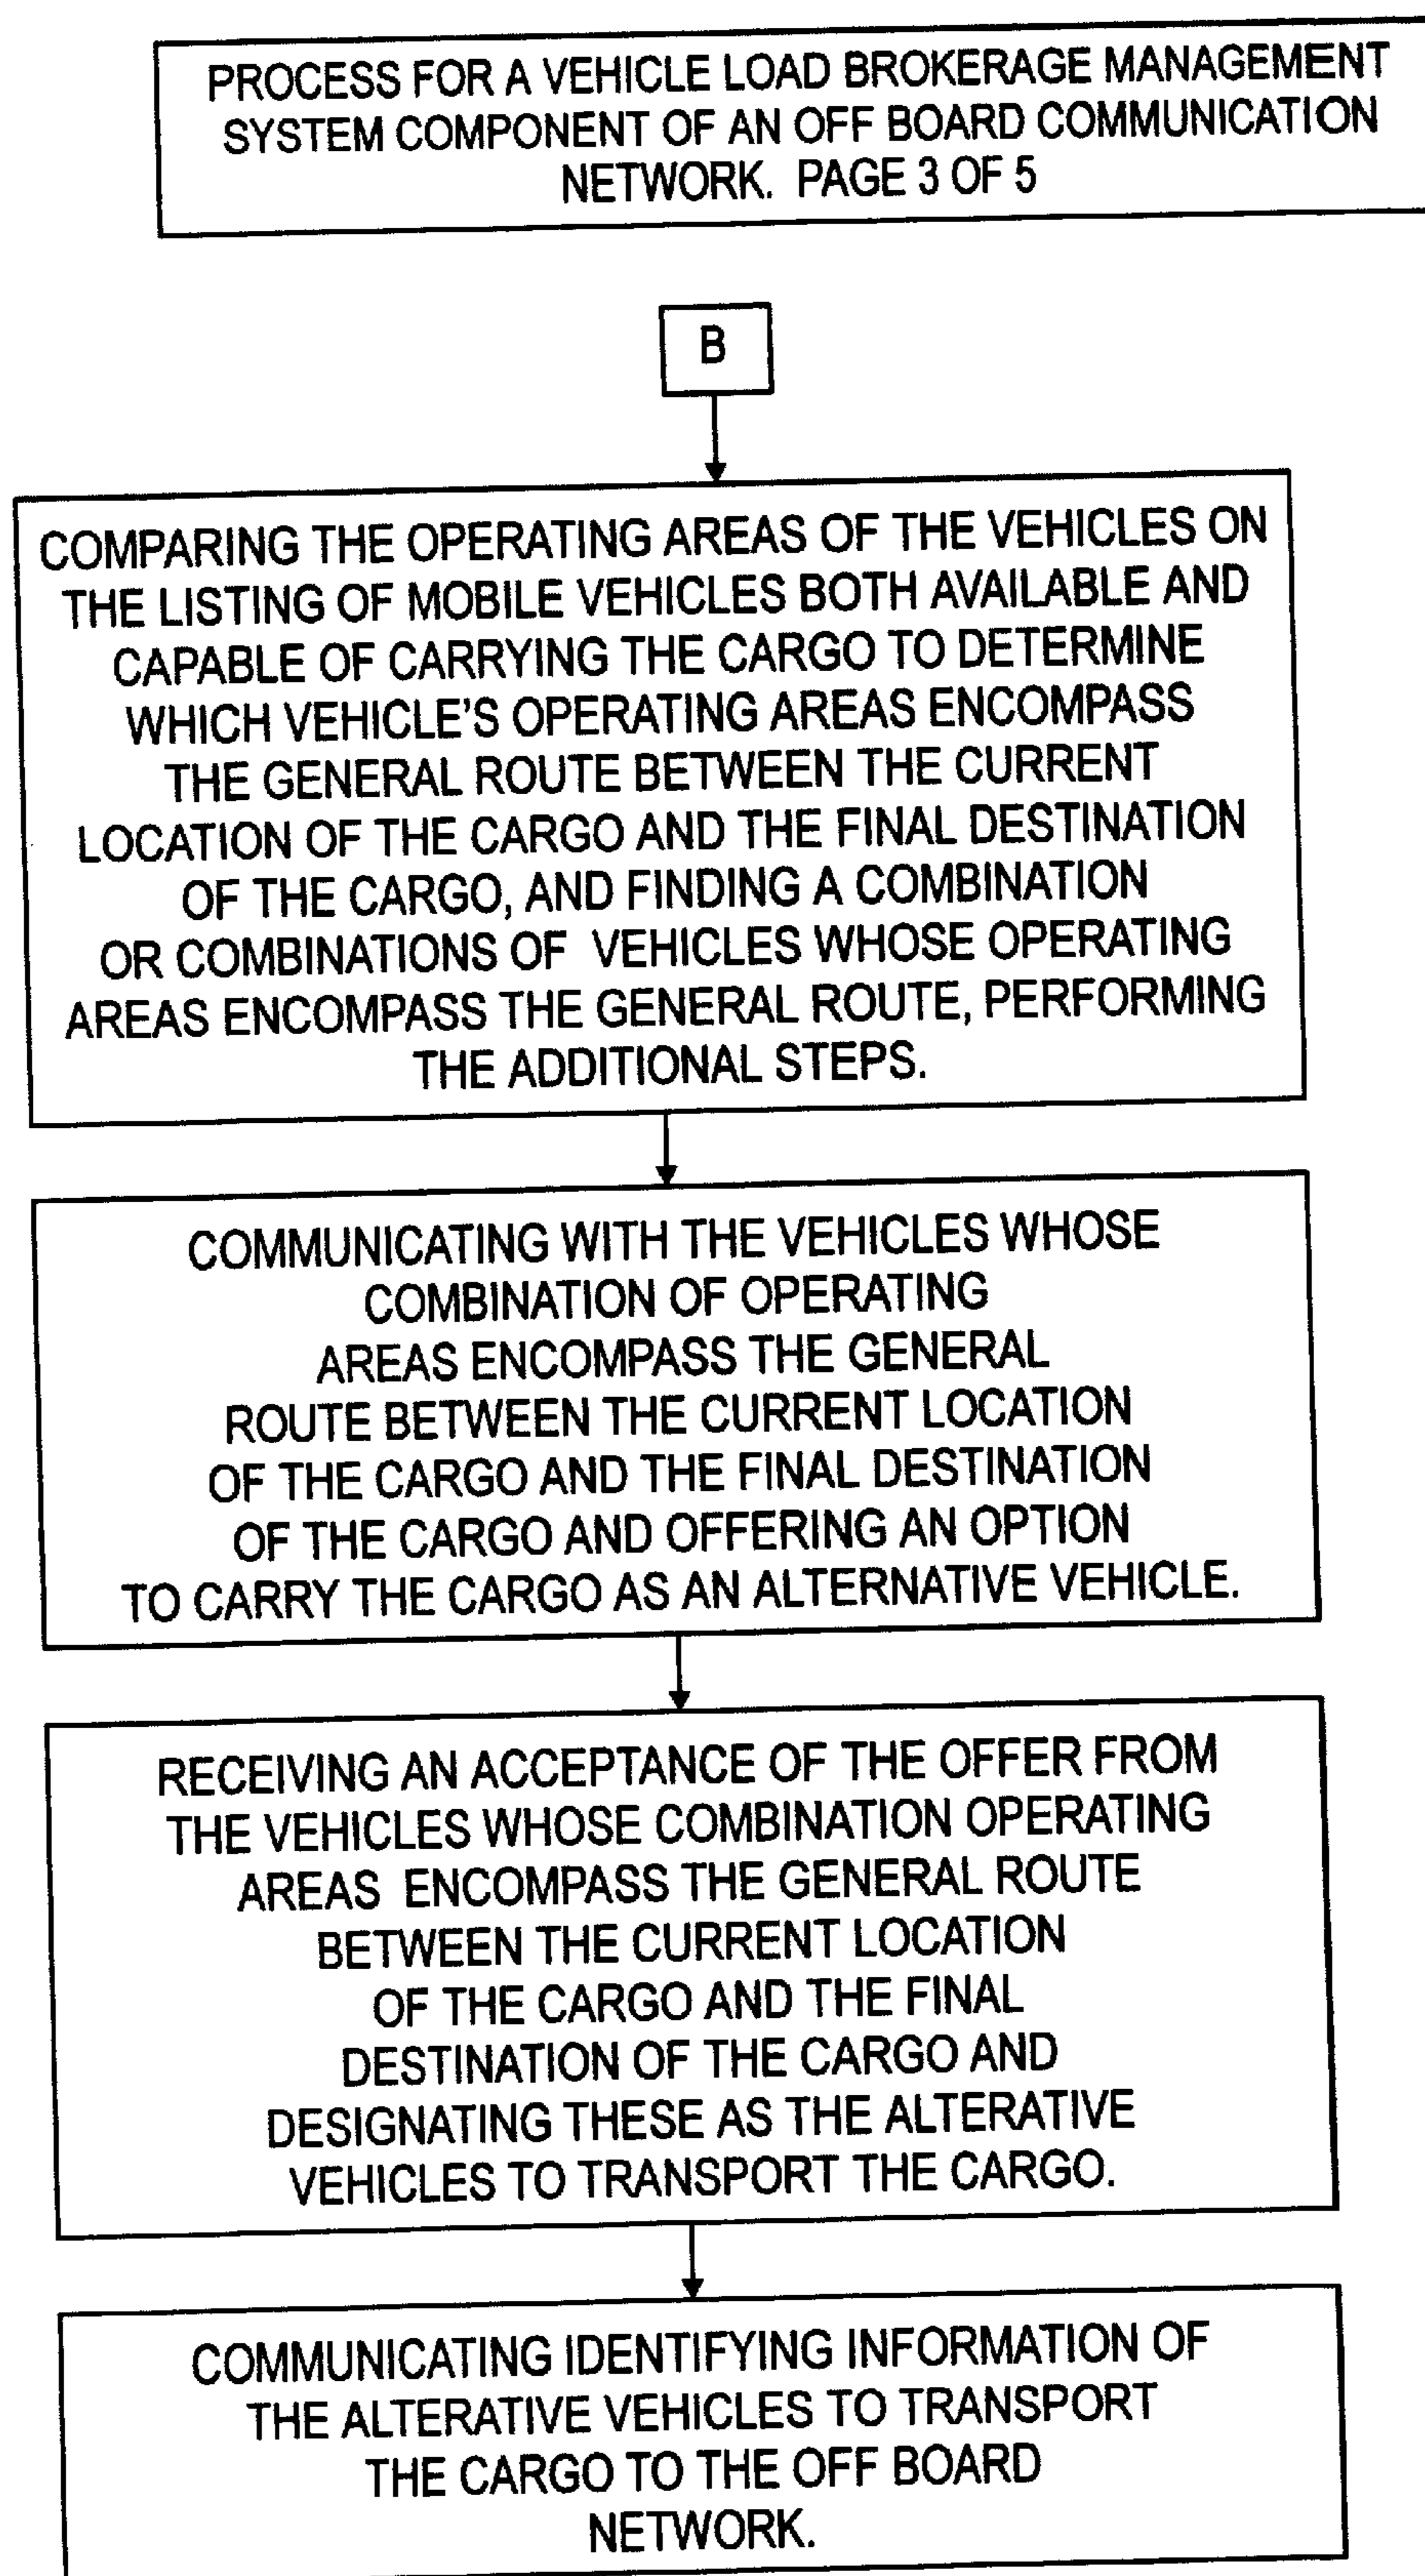 PROCESS FOR A VEHICLE LOAD BROKERAGE MANAGEMENT
SYSTEM COMPONENT OF AN OFF BOARD COMMUNICATION
NETWORK. PAGE 3 OF 5
B
COMPARING THE OPERATING AREAS OF THE VEHICLES ON
THE LISTING OF MOBILE VEHICLES BOTH AVAILABLE AND
CAPABLE OF CARRYING THE CARGO TO DETERMINE
WHICH VEHICLE'S OPERATING AREAS ENCOMPASS
THE GENERAL ROUTE BETWEEN THE CURRENT
LOCATION OF THE CARGO AND THE FINAL DESTINATION
OF THE CARGO, AND FINDING A COMBINATION
OR COMBINATIONS OF VEHICLES WHOSE OPERATING
AREAS ENCOMPASS THE GENERAL ROUTE, PERFORMING
THE ADDITIONAL STEPS.
COMMUNICATING WITH THE VEHICLES WHOSE
COMBINATION OF OPERATING
AREAS ENCOMPASS THE GENERAL
ROUTE BETWEEN THE CURRENT LOCATION
OF THE CARGO AND THE FINAL DESTINATION
OF THE CARGO AND OFFERING AN OPTION
TO CARRY THE CARGO AS AN ALTERNATIVE VEHICLE.
RECEIVING AN ACCEPTANCE OF THE OFFER FROM
THE VEHICLES WHOSE COMBINATION OPERATING
AREAS ENCOMPASS THE GENERAL ROUTE
BETWEEN THE CURRENT LOCATION
OF THE CARGO AND THE FINAL
DESTINATION OF THE CARGO AND
DESIGNATING THESE AS THE ALTERATIVE
VEHICLES TO TRANSPORT THE CARGO.
COMMUNICATING IDENTIFYING INFORMATION OF
THE ALTERATIVE VEHICLES TO TRANSPORT
THE CARGO TO THE OFF BOARD
NETWORK.